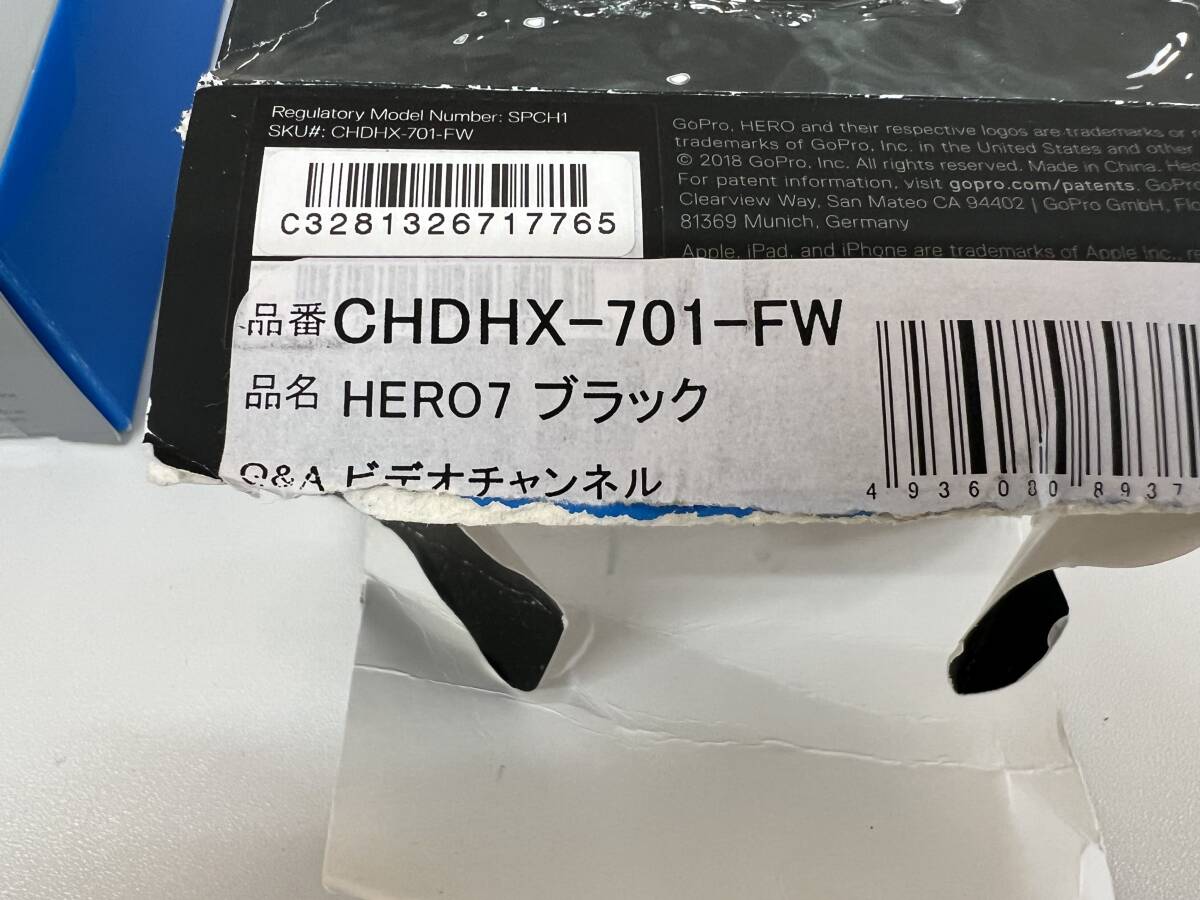 Regulatory Model Number: SPCH1
SKU#: CHDHX-701-FW
C3281326717765
GoPro, HERO and their respective logos are trademarks or
trademarks of GoPro, Inc. in the United States and other
© 2018 GoPro, Inc. All rights reserved. Made in China.
For patent information, visit gopro.com/patents. GoPro
Clearview Way, San Mateo CA 94402 | GoPro GmbH,
81369 Munich, Germany
Apple, iPad, and iPhone are trademarks of Apple Inc.,
品番 CHDHX-701-FW
品名 HERO7 ブラック
Q&A ビデオチャンネル
4 936080 8937